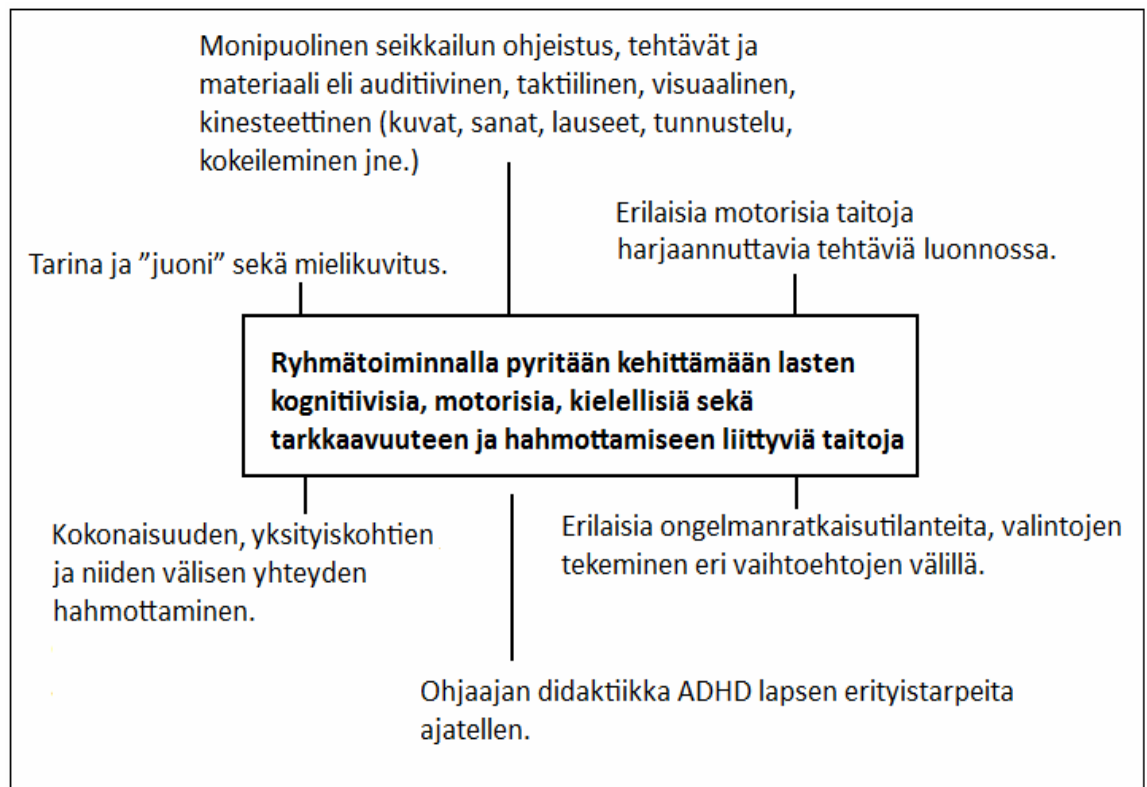 Monipuolinen seikkailun ohjeistus, tehtävät ja
materiaali eli auditiivinen, taktiilinen, visuaalinen,
kinesteettinen (kuvat, sanat, lauseet, tunnustelu,
kokeileminen jne.)
Erilaisia motorisia taitoja
harjaannuttavia tehtäviä luonnossa.
Tarina ja ”juoni” sekä mielikuvitus.
Ryhmätoiminnalla pyritään kehittämään lasten
kognitiivisia, motorisia, kielellisiä sekä
tarkkaavuuteen ja hahmottamiseen liittyviä taitoja
Kokonaisuuden, yksityiskohtien
ja niiden välisen yhteyden
hahmottaminen.
Erilaisia ongelmanratkaisutilanteita, valintojen
tekeminen eri vaihtoehtojen välillä.
Ohjaajan didaktiikka ADHD lapsen erityistarpeita
ajatellen.